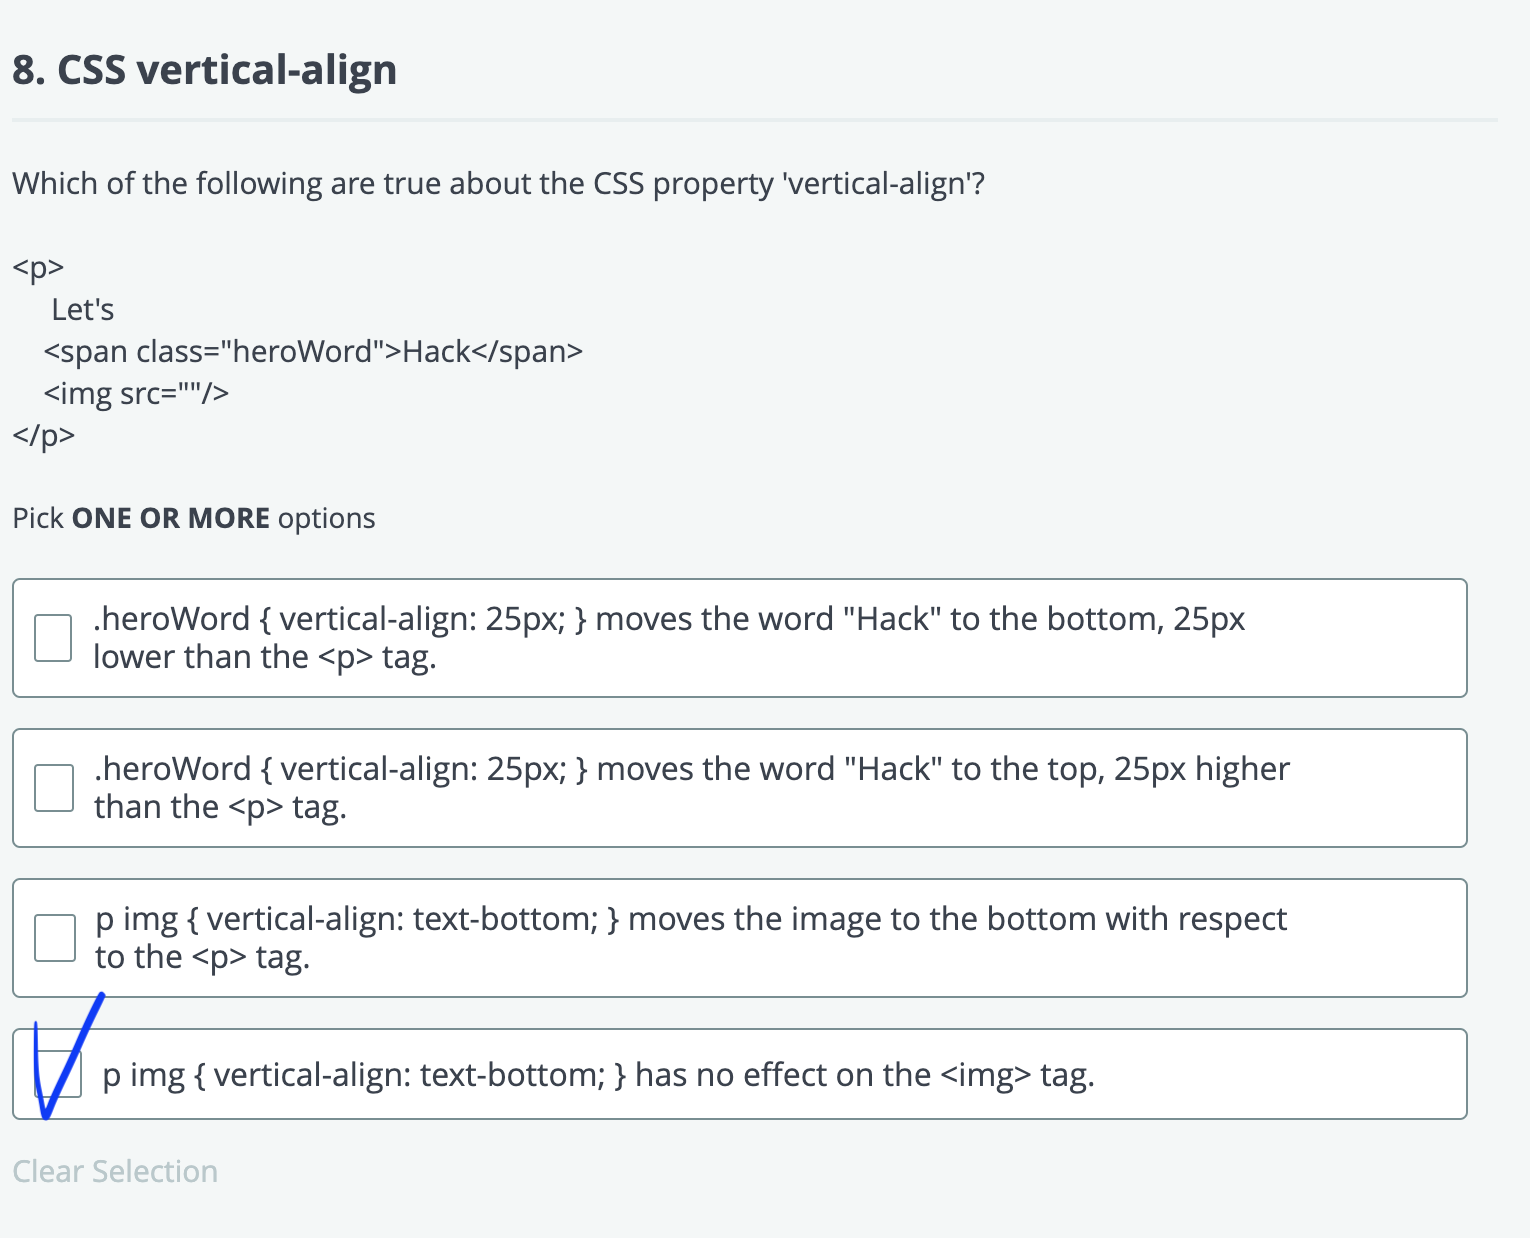 8. CSS vertical-align
Which of the following are true about the CSS property 'vertical-align'?
<p>
Let's
<span class="heroWord">Hack</span>
<img src=""/>
</p>
Pick ONE OR MORE options
.heroWord { vertical-align: 25px; } moves the word "Hack" to the bottom, 25px
lower than the <p> tag.
.heroWord { vertical-align: 25px; } moves the word "Hack" to the top, 25px higher
than the <p> tag.
p img { vertical-align: text-bottom; } moves the image to the bottom with respect
to the <p> tag.
p img { vertical-align: text-bottom; } has no effect on the <img> tag.
Clear Selection